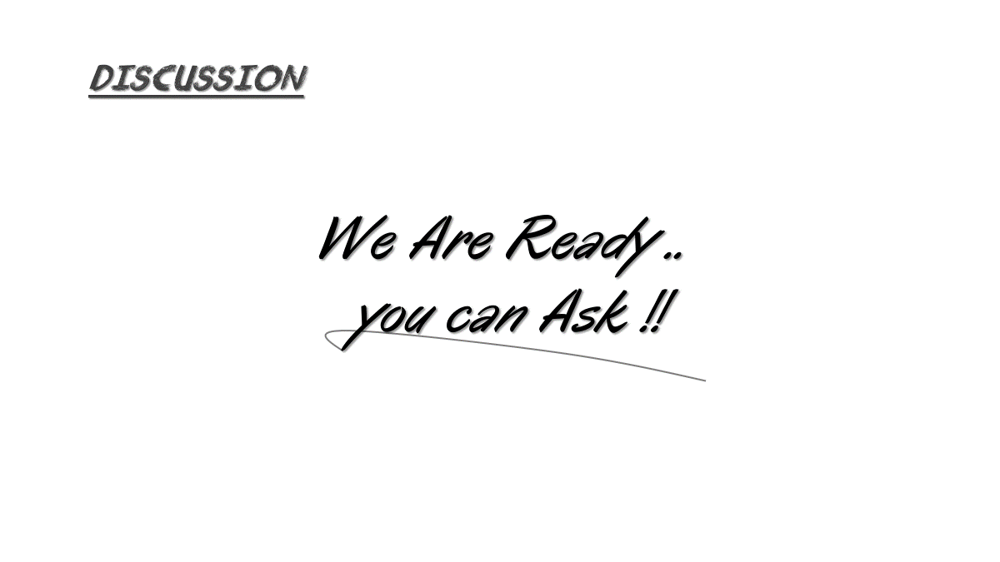 DISCUSSION
We Are Ready ..
you can Ask !!